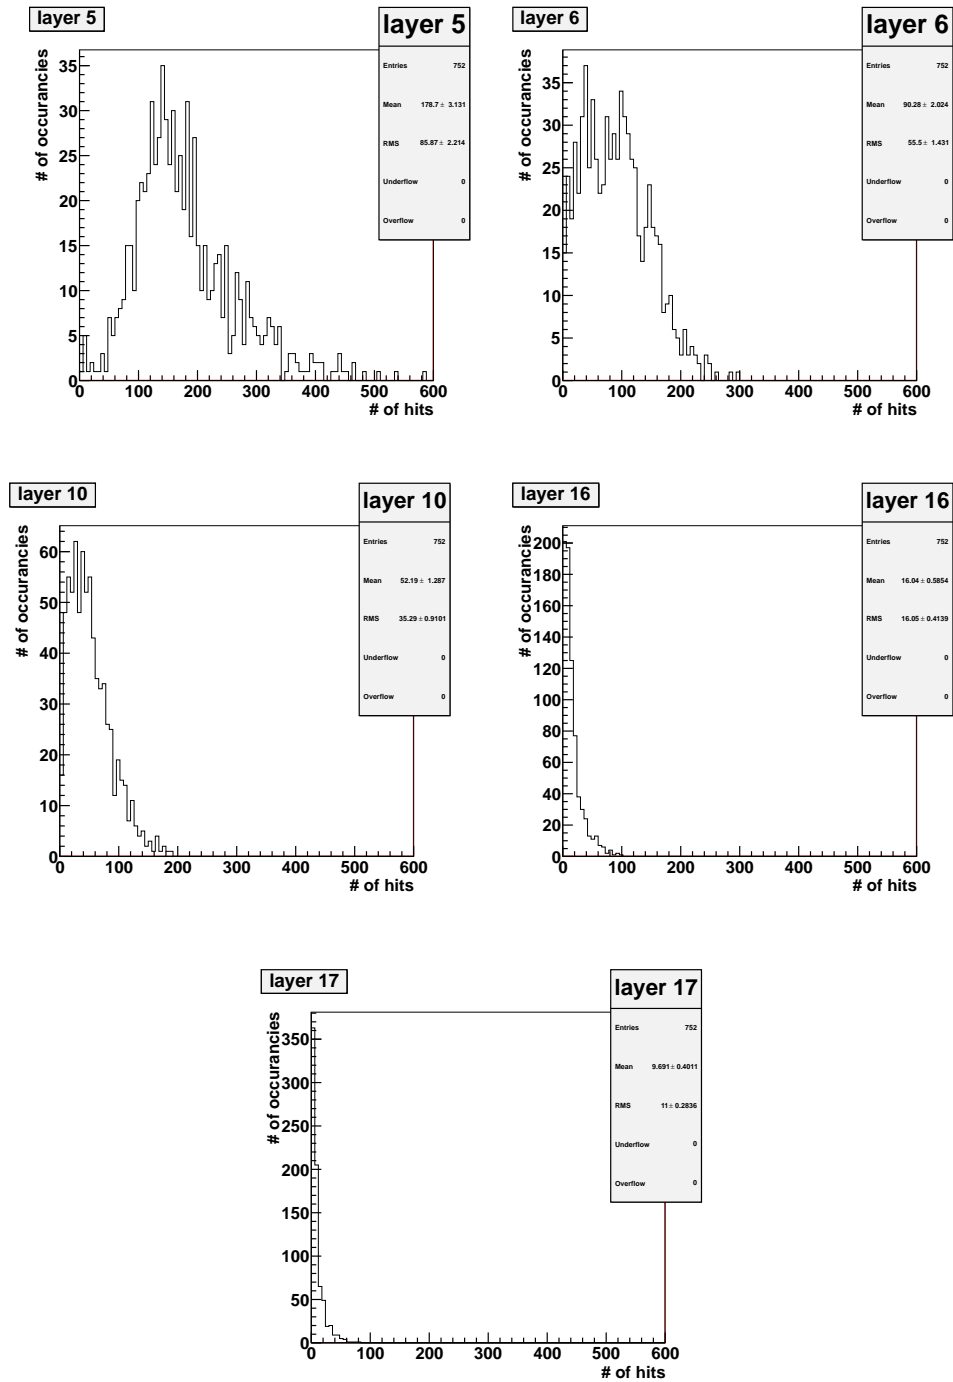 layer 5
layer 5
Entries 752
Mean 178.7 ± 3.131
RMS 85.87 ± 2.214
Underflow 0
Overflow 0
# of occurancies
35
30
25
20
15
10
5
0
0 100 200 300 400 500 600
# of hits
layer 6
layer 6
Entries 752
Mean 90.28 ± 2.024
RMS 55.5 ± 1.431
Underflow 0
Overflow 0
# of occurancies
35
30
25
20
15
10
5
0
0 100 200 300 400 500 600
# of hits
layer 10
layer 10
Entries 752
Mean 52.19 ± 1.287
RMS 35.29 ± 0.9101
Underflow 0
Overflow 0
# of occurancies
60
50
40
30
20
10
0
0 100 200 300 400 500 600
# of hits
layer 16
layer 16
Entries 752
Mean 16.04 ± 0.5854
RMS 16.05 ± 0.4139
Underflow 0
Overflow 0
# of occurancies
200
180
160
140
120
100
80
60
40
20
0
0 100 200 300 400 500 600
# of hits
layer 17
layer 17
Entries 752
Mean 9.691 ± 0.4011
RMS 11 ± 0.2836
Underflow 0
Overflow 0
# of occurancies
350
300
250
200
150
100
50
0
0 100 200 300 400 500 600
# of hits